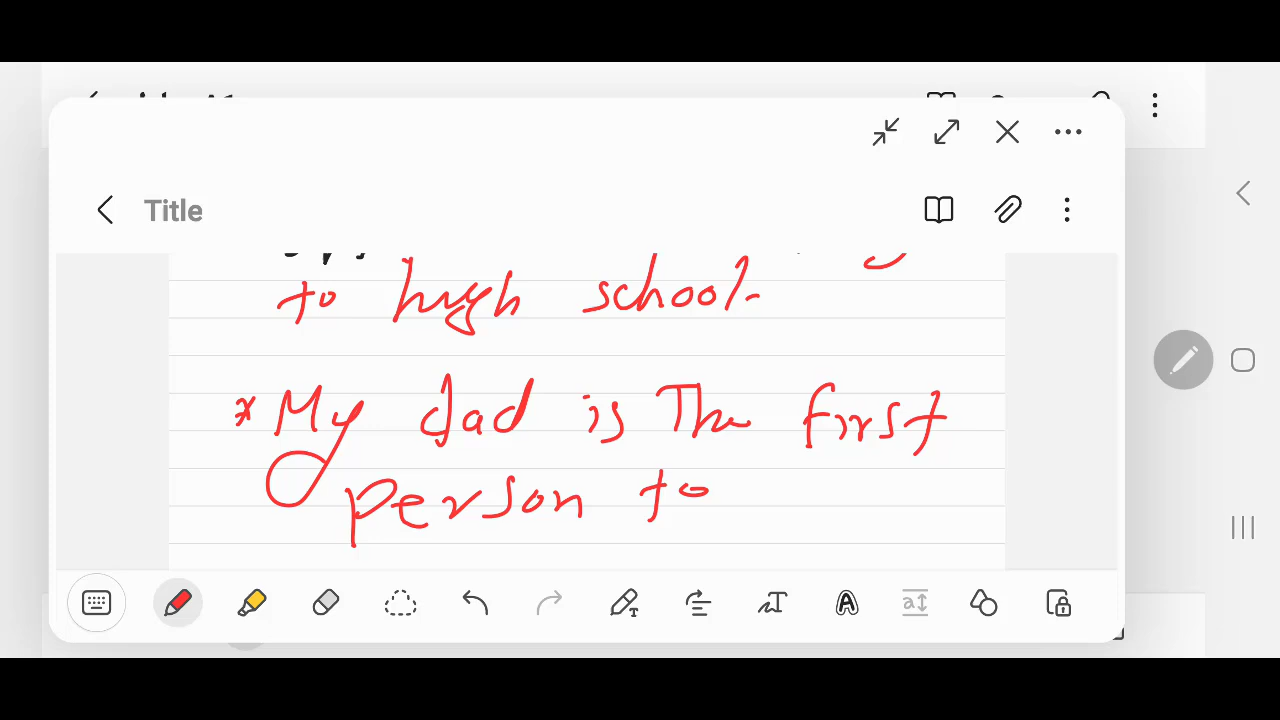 Title
to high school.
* My dad is The first
person to